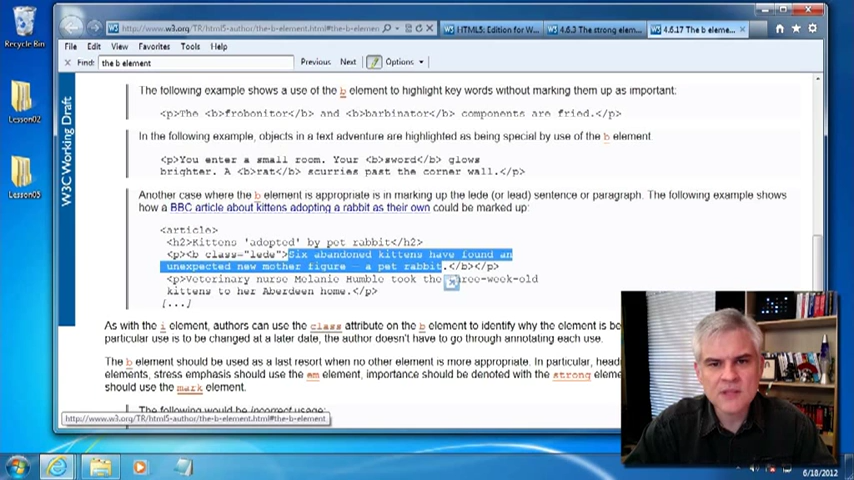 Recycle Bin
Lesson02
Lesson03
http://www.w3.org/TR/html5-author/the-b-element.html#the-b-elemen
HTML5: Edition for W...
4.6.3 The strong elem...
4.6.17 The b eleme...
File Edit View Favorites Tools Help
Find: the b element Previous Next Options
W3C Working Draft
The following example shows a use of the b element to highlight key words without marking them up as important:
<p>The <b>frobonitor</b> and <b>barbinator</b> components are fried.</p>
In the following example, objects in a text adventure are highlighted as being special by use of the b element.
<p>You enter a small room. Your <b>sword</b> glows
brighter. A <b>rat</b> scurries past the corner wall.</p>
Another case where the b element is appropriate is in marking up the lede (or lead) sentence or paragraph. The following example shows
how a BBC article about kittens adopting a rabbit as their own could be marked up:
<article>
<h2>Kittens 'adopted' by pet rabbit</h2>
<p><b class="lede">Six abandoned kittens have found an
unexpected new mother figure — a pet rabbit.</b></p>
<p>Veterinary nurse Melanie Humble took the three-week-old
kittens to her Aberdeen home.</p>
[...]
As with the i element, authors can use the class attribute on the b element to identify why the element is be
particular use is to be changed at a later date, the author doesn't have to go through annotating each use.
The b element should be used as a last resort when no other element is more appropriate. In particular, head
elements, stress emphasis should use the em element, importance should be denoted with the strong eleme
should use the mark element.
The following would be incorrect usage:
http://www.w3.org/TR/html5-author/the-b-element.html#the-b-element
6/18/2012